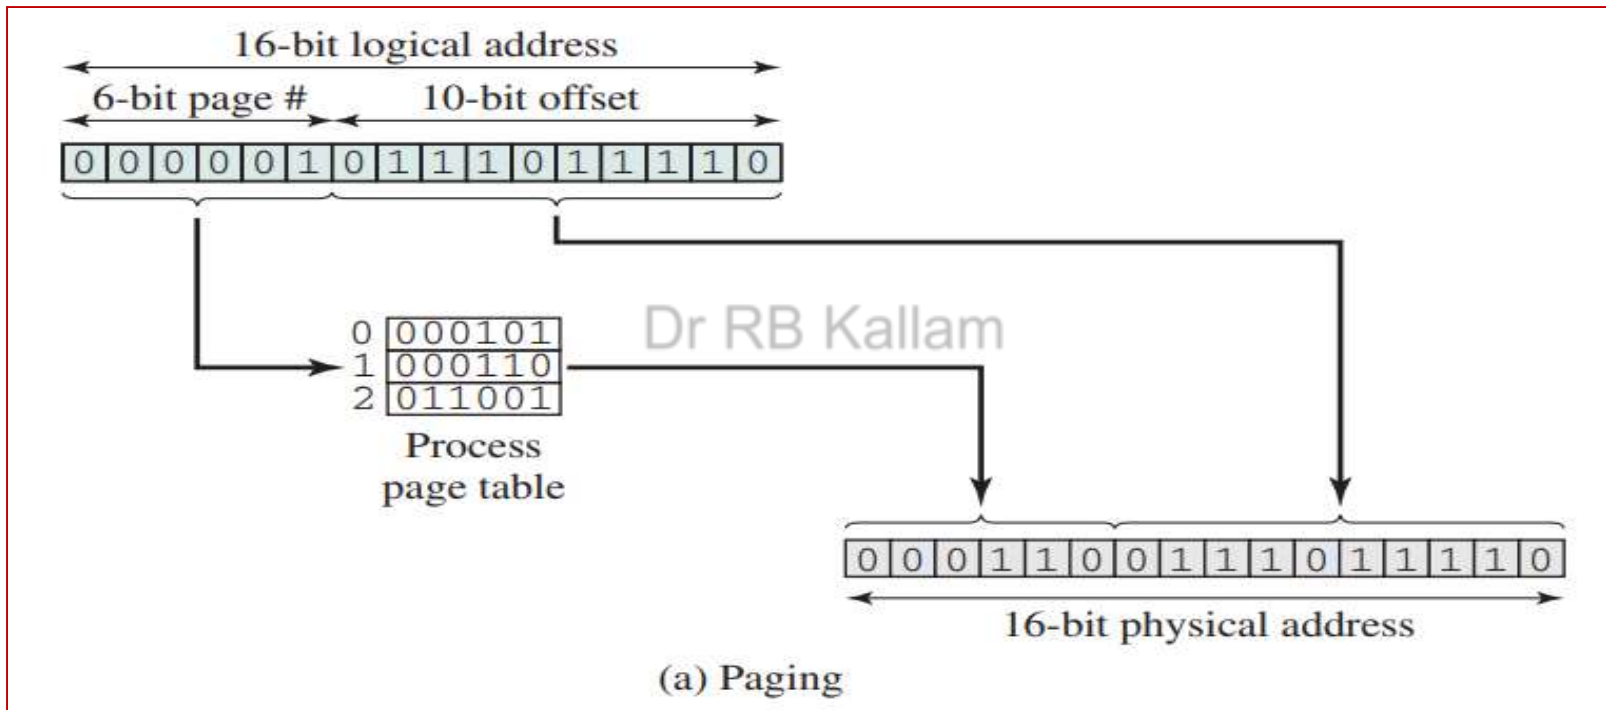 16-bit logical address
6-bit page # 10-bit offset
0 0 0 0 0 1 0 1 1 1 0 1 1 1 1 0
Dr RB Kallam
0 000101
1 000110
2 011001
Process
page table
0 0 0 1 1 0 0 1 1 1 0 1 1 1 1 0
16-bit physical address
(a) Paging